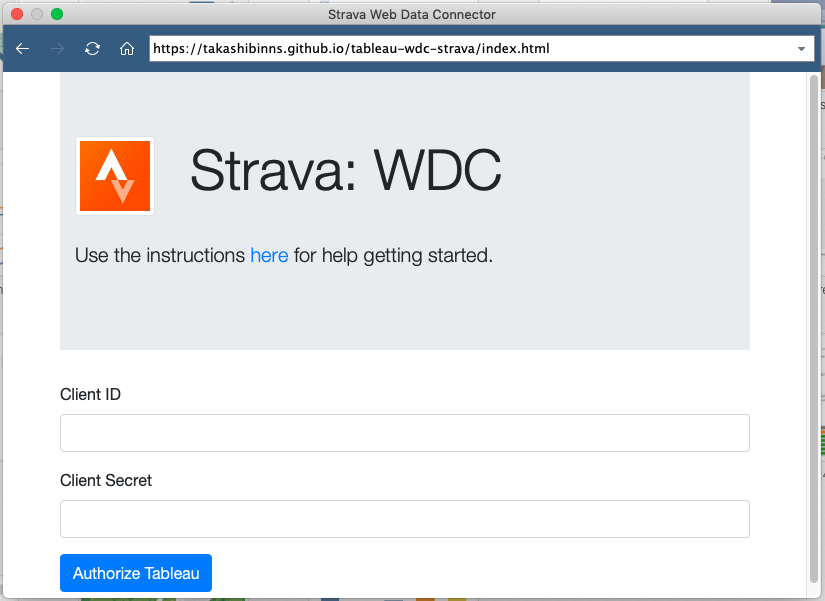 Strava Web Data Connector
https://takashibinns.github.io/tableau-wdc-strava/index.html
Strava: WDC
Use the instructions here for help getting started.
Client ID
Client Secret
Authorize Tableau